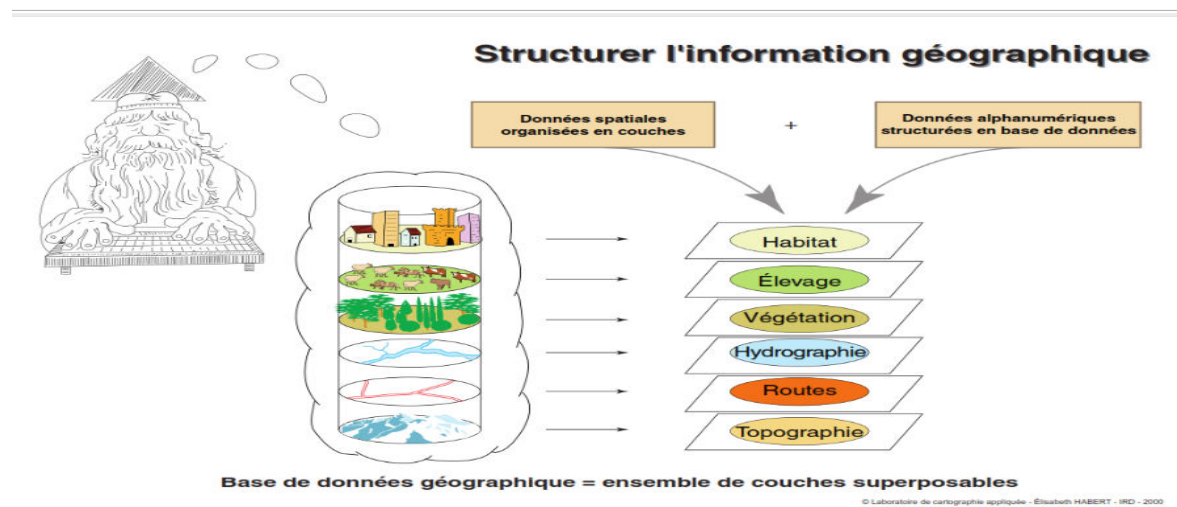 Structurer l'information géographique
Données spatiales
organisées en couches
+
Données alphanumériques
structurées en base de données
Habitat
Élevage
Végétation
Hydrographie
Routes
Topographie
Base de données géographique = ensemble de couches superposables
© Laboratoire de cartographie appliquée - Élisabeth HABERT - IRD - 2000